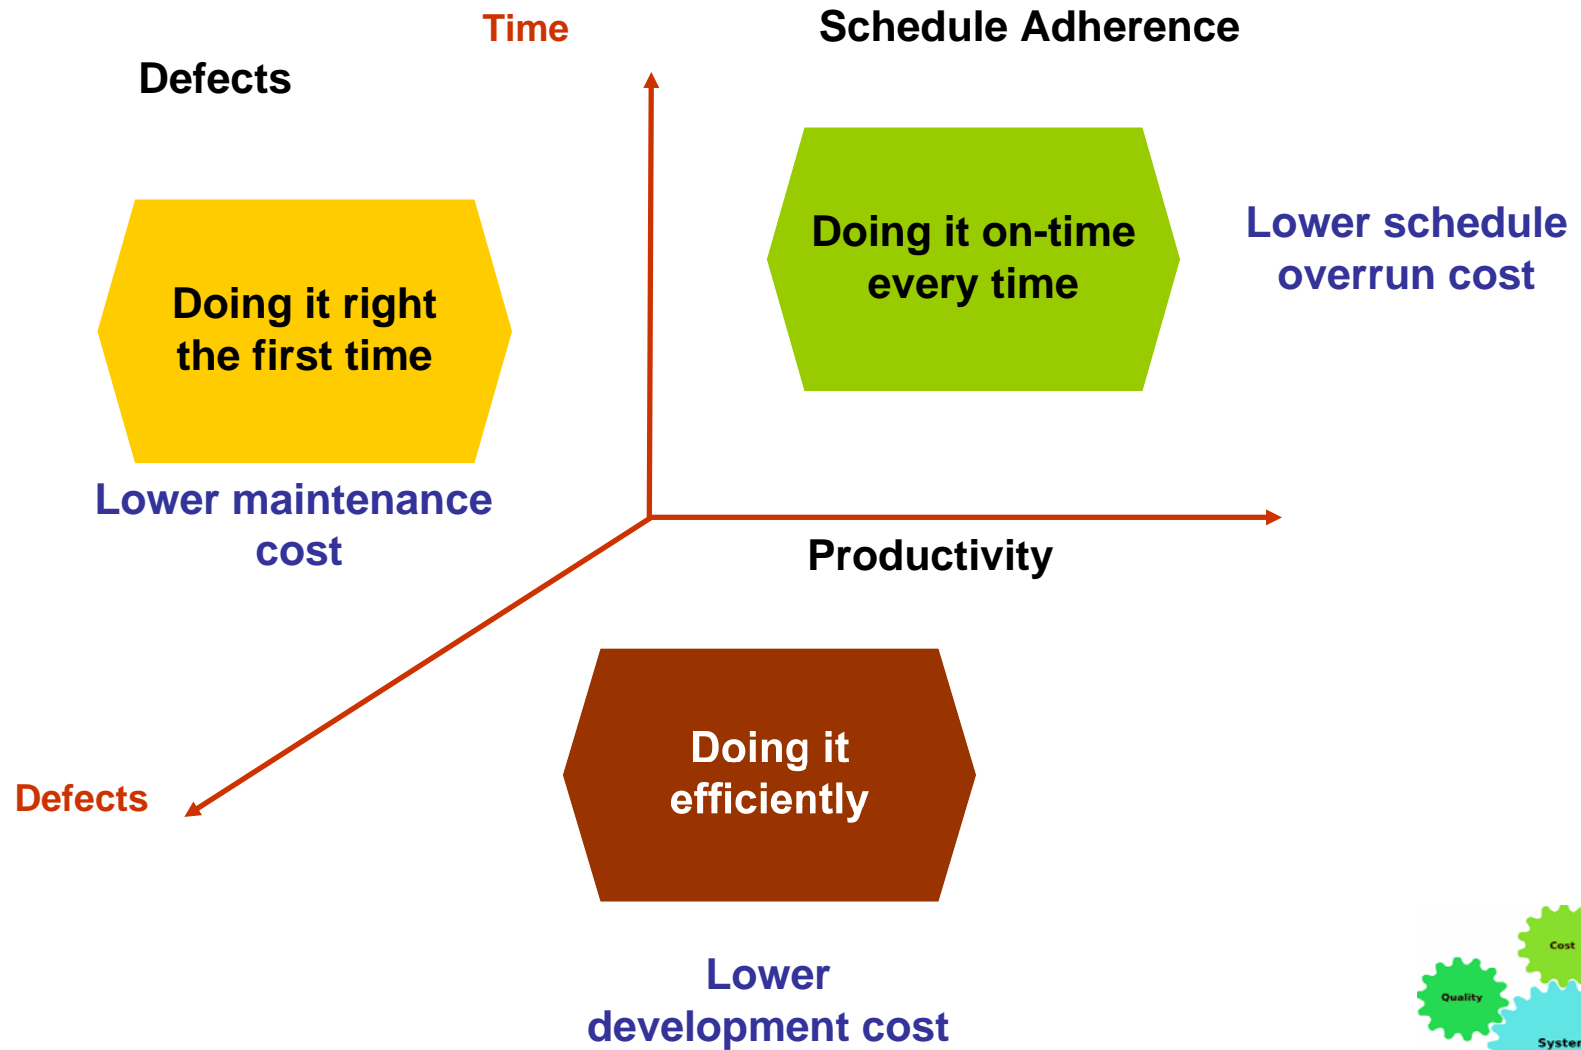 Time
Schedule Adherence
Defects
Doing it on-time
every time
Lower schedule
overrun cost
Doing it right
the first time
Lower maintenance
cost
Productivity
Doing it
efficiently
Defects
Lower
development cost
Cost
Quality